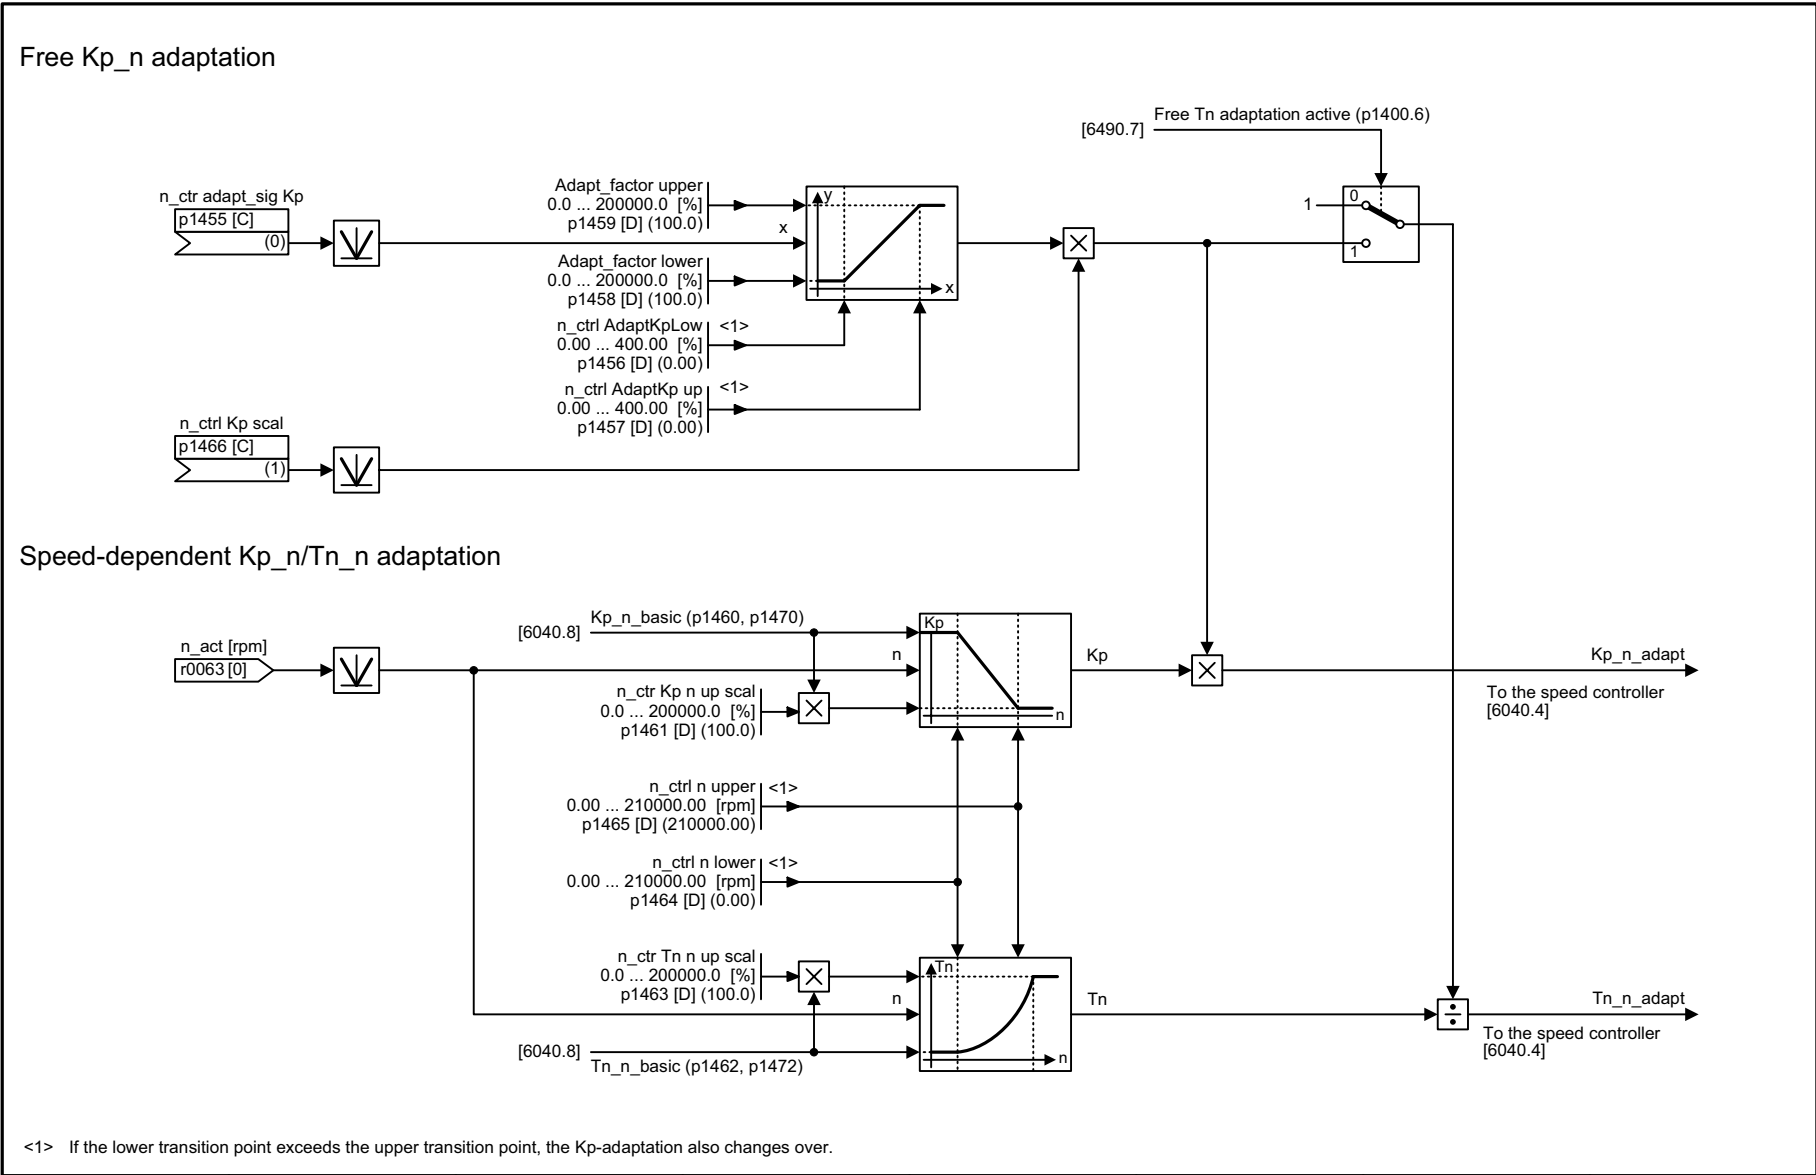 Free Kp_n adaptation
Free Tn adaptation active (p1400.6)
[6490.7]
n_ctr adapt_sig Kp
p1455 [C]
(0)
Adapt_factor upper
0.0 ... 200000.0 [%]
p1459 [D] (100.0)
x
Adapt_factor lower
0.0 ... 200000.0 [%]
p1458 [D] (100.0)
y
x
1
0
1
n_ctrl AdaptKpLow <1>
0.00 ... 400.00 [%]
p1456 [D] (0.00)
n_ctrl AdaptKp up <1>
0.00 ... 400.00 [%]
p1457 [D] (0.00)
n_ctrl Kp scal
p1466 [C]
(1)
Speed-dependent Kp_n/Tn_n adaptation
Kp_n_basic (p1460, p1470)
[6040.8]
n_act [rpm]
r0063 [0]
n
Kp
n
Kp
Kp_n_adapt
To the speed controller
[6040.4]
n_ctr Kp n up scal
0.0 ... 200000.0 [%]
p1461 [D] (100.0)
n_ctrl n upper <1>
0.00 ... 210000.00 [rpm]
p1465 [D] (210000.00)
n_ctrl n lower <1>
0.00 ... 210000.00 [rpm]
p1464 [D] (0.00)
n_ctr Tn n up scal
0.0 ... 200000.0 [%]
p1463 [D] (100.0)
n
Tn
n
Tn
Tn_n_adapt
To the speed controller
[6040.4]
[6040.8]
Tn_n_basic (p1462, p1472)
<1> If the lower transition point exceeds the upper transition point, the Kp-adaptation also changes over.